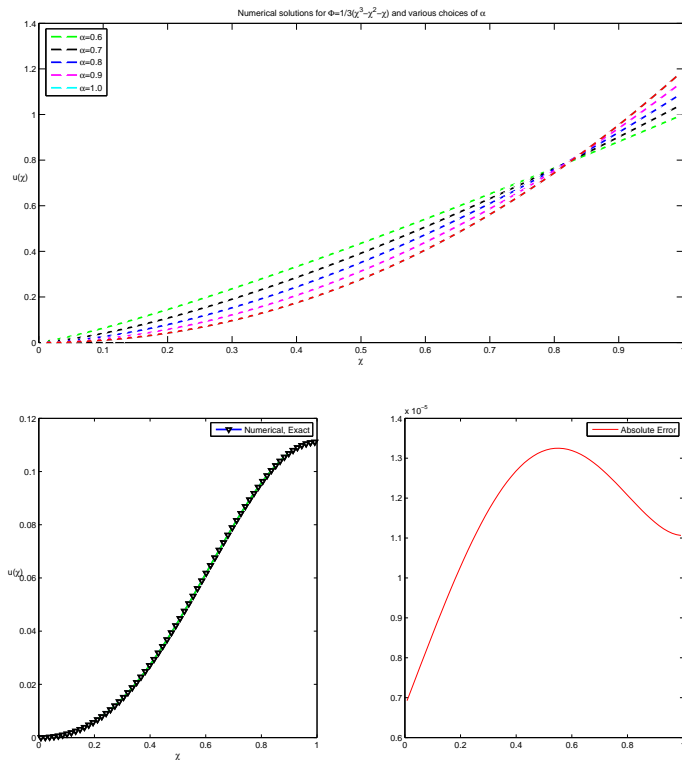 Numerical solutions for Φ=1/3(χ³−χ²−χ) and various choices of α
1.4
1.2
1
0.8
0.6
0.4
0.2
0
u(χ)
α=0.6
α=0.7
α=0.8
α=0.9
α=1.0
0 0.1 0.2 0.3 0.4 0.5 0.6 0.7 0.8 0.9 1
χ
0.12
0.1
0.08
0.06
0.04
0.02
0
u(χ)
Numerical, Exact
0 0.2 0.4 0.6 0.8 1
χ
x 10⁻⁵
1.4
1.3
1.2
1.1
1
0.9
0.8
0.7
0.6
Absolute Error
0 0.2 0.4 0.6 0.8 1